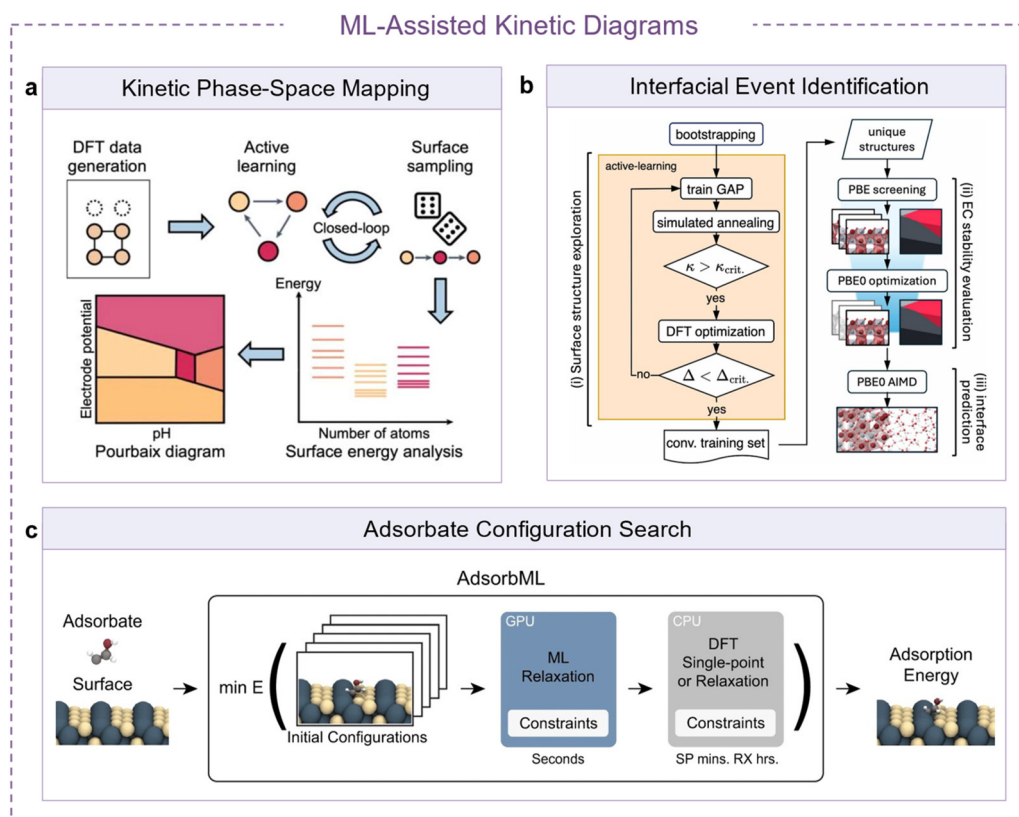 ML-Assisted Kinetic Diagrams
a
Kinetic Phase-Space Mapping
DFT data
generation
Active
learning
Closed-loop
Surface
sampling
Energy
Number of atoms
Surface energy analysis
Electrode potential
pH
Pourbaix diagram
b
Interfacial Event Identification
(i) Surface structure exploration
bootstrapping
active-learning
train GAP
simulated annealing
κ > κcrit.
yes
DFT optimization
no
Δ < Δcrit.
yes
conv. training set
unique
structures
PBE screening
PBE0 optimization
(ii) EC stability evaluation
PBE0 AIMD
(iii) interface
prediction
c
Adsorbate Configuration Search
AdsorbML
Adsorbate
Surface
min E
(
Initial Configurations
GPU
ML
Relaxation
Constraints
Seconds
CPU
DFT
Single-point
or Relaxation
Constraints
SP mins. RX hrs.
)
Adsorption
Energy